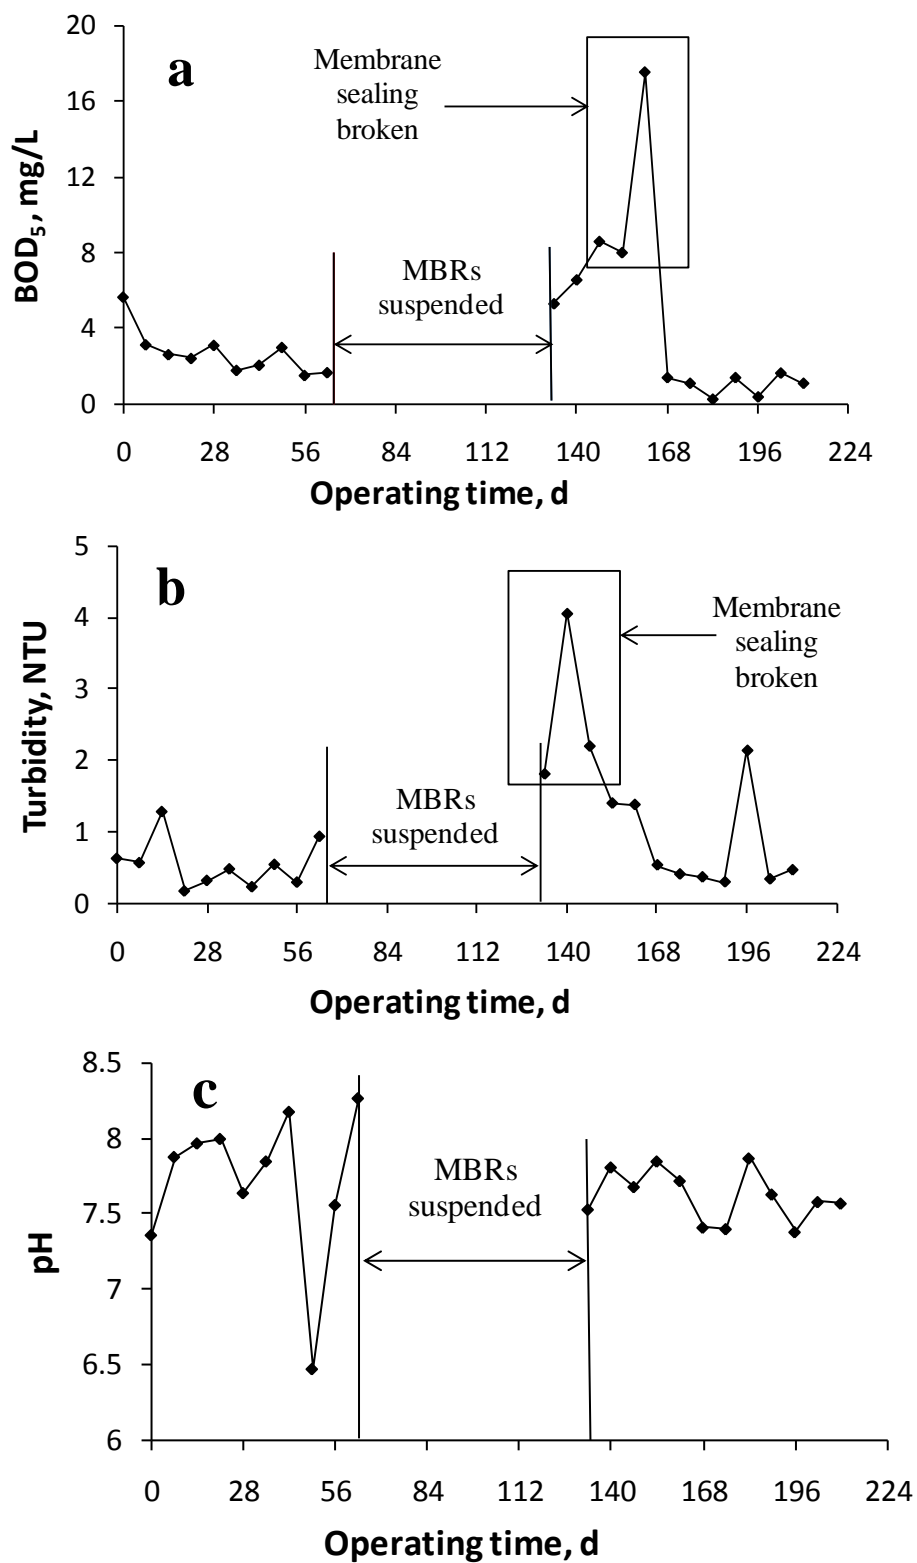 20
a
Membrane
sealing
broken
16
12
8
4
0
BOD5, mg/L
MBRs
suspended
0 28 56 84 112 140 168 196 224
Operating time, d
5
b
4
3
2
1
0
Turbidity, NTU
Membrane
sealing
broken
MBRs
suspended
0 28 56 84 112 140 168 196 224
Operating time, d
8.5
c
8
7.5
7
6.5
6
pH
MBRs
suspended
0 28 56 84 112 140 168 196 224
Operating time, d